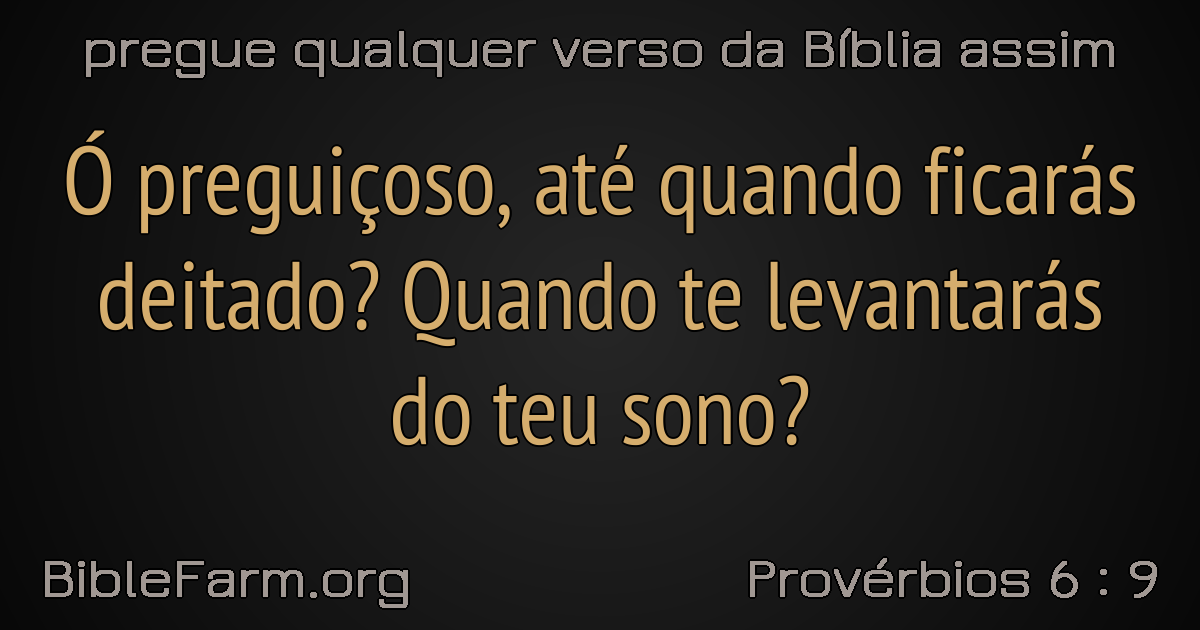 pregue qualquer verso da Bíblia assim
Ó preguiçoso, até quando ficarás
deitado? Quando te levantarás
do teu sono?
BibleFarm.org
Provérbios 6 : 9